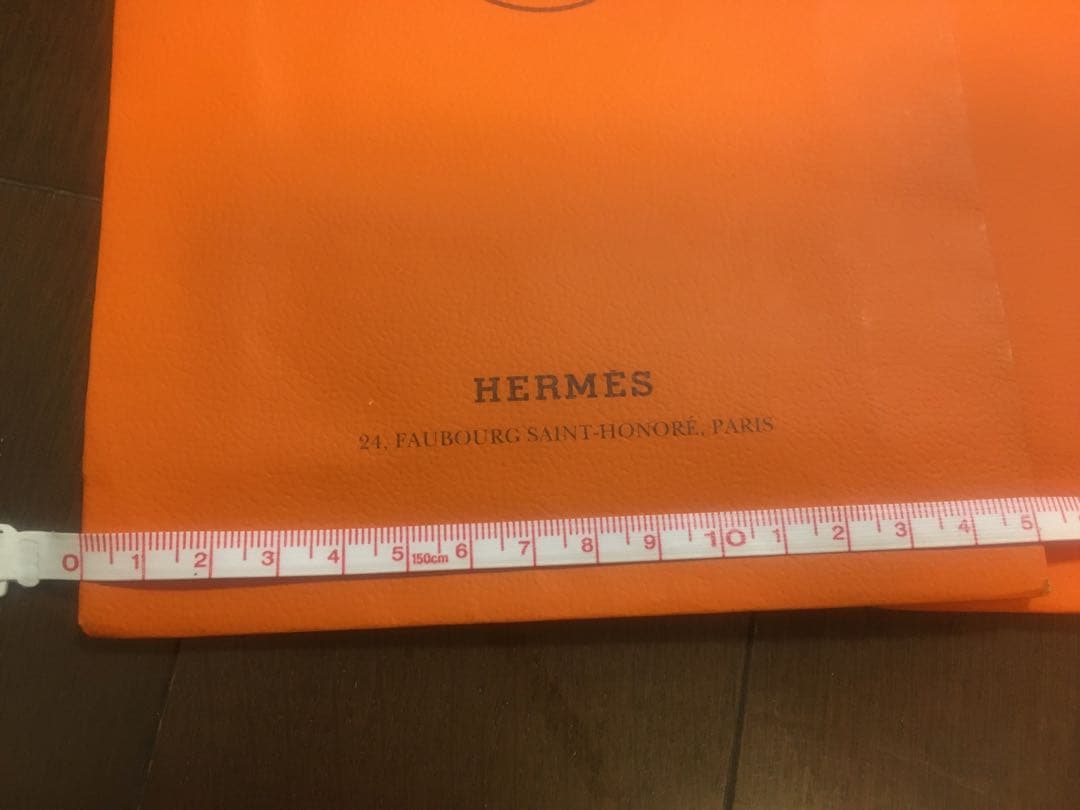 HERMÈS
24, FAUBOURG SAINT-HONORÉ, PARIS
0 1 2 3 4 5 150cm 6 7 8 9 10 1 2 3 4 5